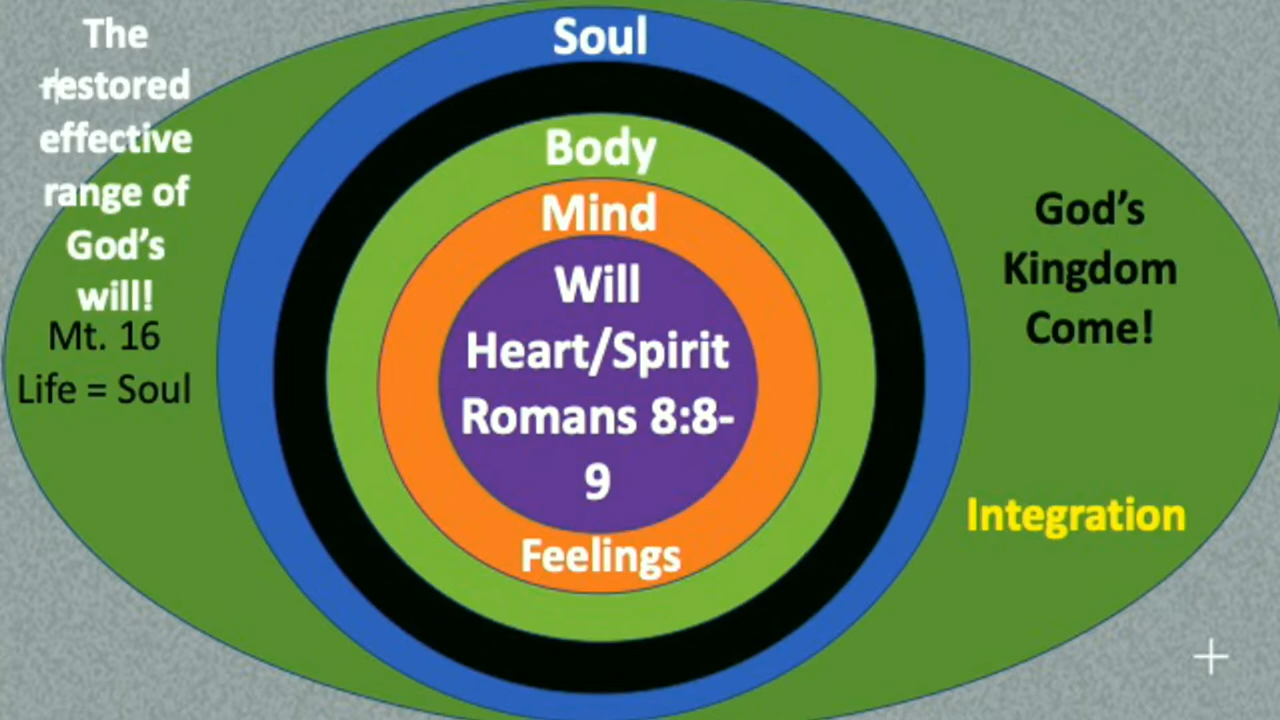 The
restored
effective
range of
God's
will!
Mt. 16
Life = Soul
Soul
Body
Mind
Will
Heart/Spirit
Romans 8:8-
9
Feelings
God's
Kingdom
Come!
Integration